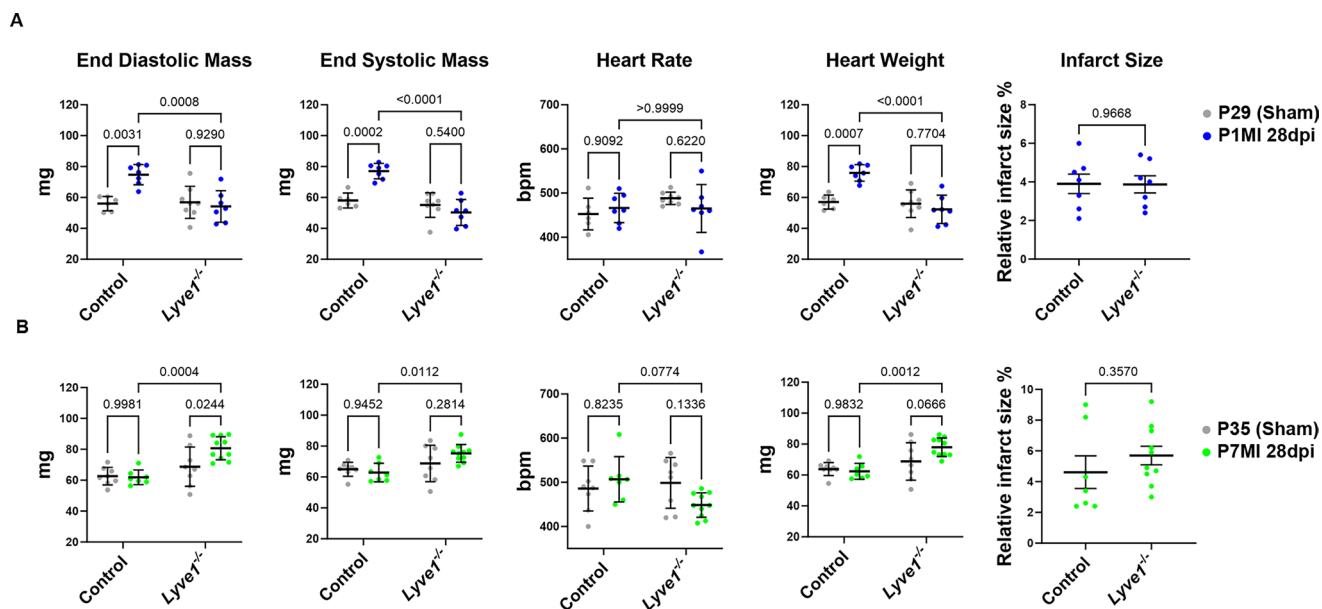 A
End Diastolic Mass
End Systolic Mass
Heart Rate
Heart Weight
Infarct Size
0.0008
0.0031
0.9290
120
100
80
60
40
20
mg
Control
Lyve1-/-
<0.0001
0.0002
0.5400
120
100
80
60
40
20
mg
Control
Lyve1-/-
>0.9999
0.9092
0.6220
700
600
500
400
bpm
Control
Lyve1-/-
<0.0001
0.0007
0.7704
120
100
80
60
40
20
mg
Control
Lyve1-/-
0.9668
8
6
4
2
0
Relative infarct size %
Control
Lyve1-/-
P29 (Sham)
P1MI 28dpi
B
0.0004
0.9981
0.0244
120
100
80
60
40
20
mg
Control
Lyve1-/-
0.0112
0.9452
0.2814
120
100
80
60
40
20
mg
Control
Lyve1-/-
0.0774
0.8235
0.1336
700
600
500
400
bpm
Control
Lyve1-/-
0.0012
0.9832
0.0666
120
100
80
60
40
20
mg
Control
Lyve1-/-
0.3570
10
8
6
4
2
0
Relative infarct size %
Control
Lyve1-/-
P35 (Sham)
P7MI 28dpi